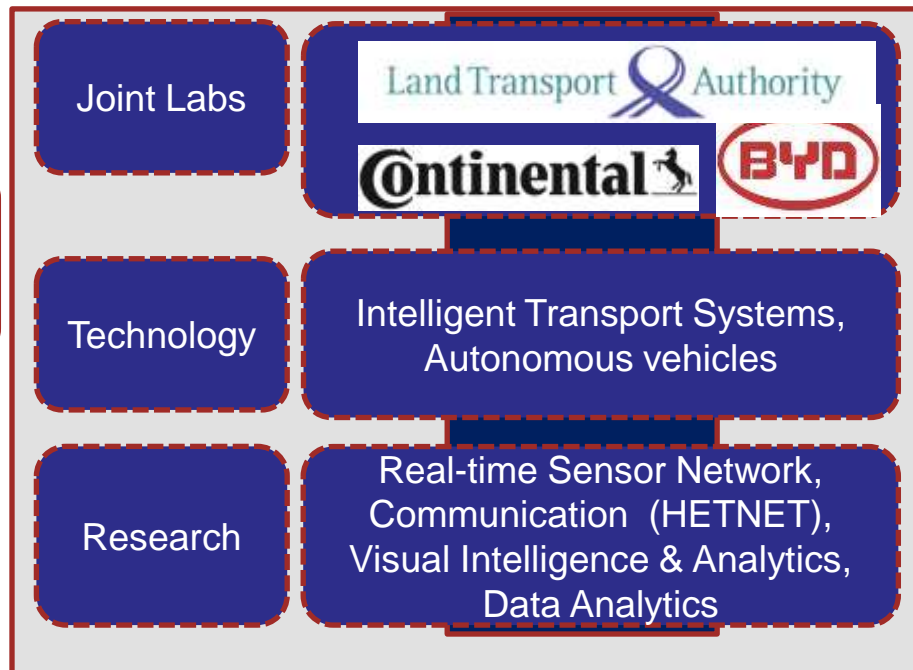 Joint Labs
Land Transport Authority
Continental
BYD
Technology
Intelligent Transport Systems,
Autonomous vehicles
Research
Real-time Sensor Network,
Communication (HETNET),
Visual Intelligence & Analytics,
Data Analytics